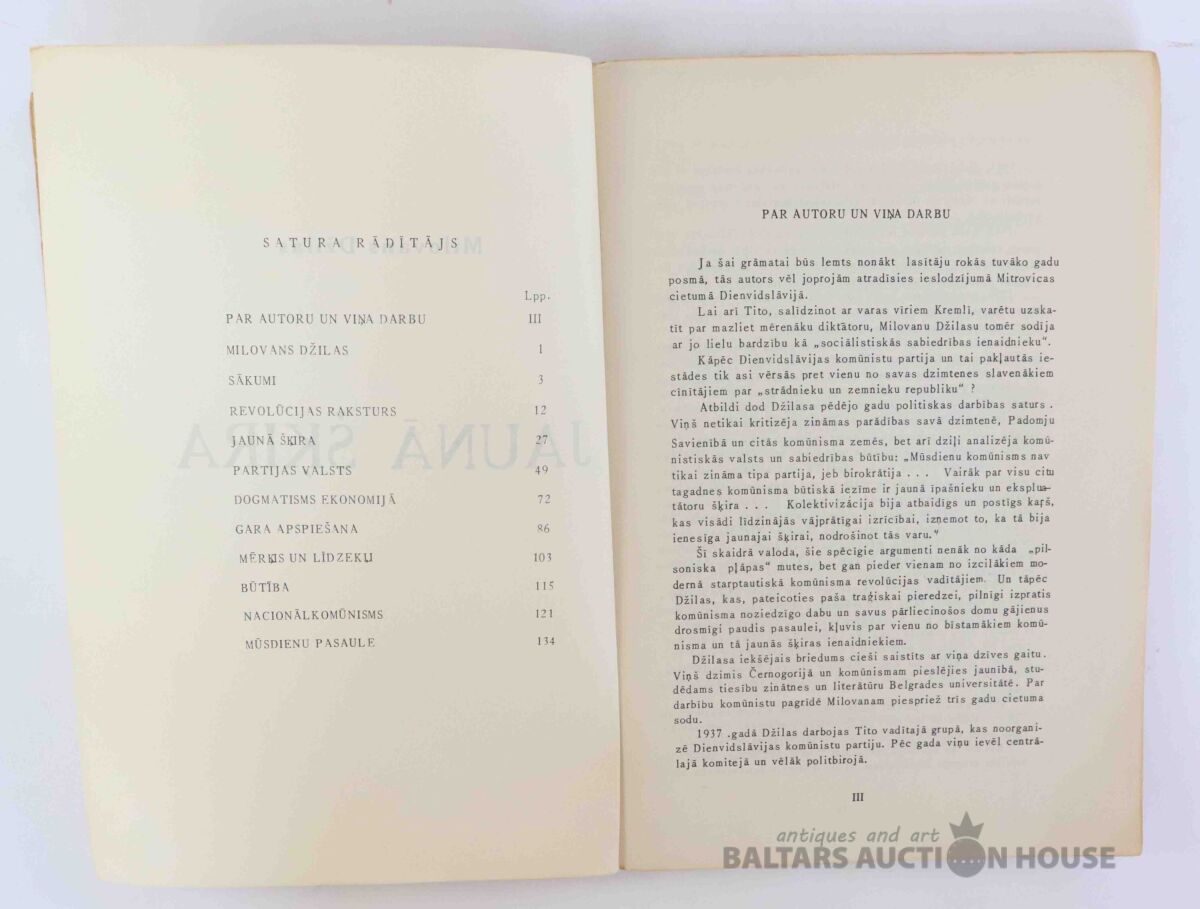 SATURA RĀDĪTĀJS
Lpp.
PAR AUTORU UN VIŅA DARBU III
MILOVANS DŽILAS 1
SĀKUMI 3
REVOLŪCIJAS RAKSTURS 12
JAUNĀ ŠĶIRA 27
PARTIJAS VALSTS 49
DOGMATISMS EKONOMIJĀ 72
GARA APSPIEŠANA 86
MĒRĶIS UN LĪDZEKĻI 103
BŪTĪBA 115
NACIONĀLKOMŪNISMS 121
MŪSDIENU PASAULE 134
PAR AUTORU UN VIŅA DARBU
Ja šai grāmatai būs lemts nonākt lasītāju rokās tuvāko gadu
posmā, tās autors vēl joprojām atradīsies ieslodzījumā Mitrovicas
cietumā Dienvidslāvijā.
Lai arī Tito, salīdzinot ar varas vīriem Kremlī, varētu uzska-
tīt par mazliet mērenāku diktātoru, Milovanu Džilasu tomēr sodīja
ar jo lielu bardzību kā „sociālistiskās sabiedrības ienaidnieku".
Kāpēc Dienvidslāvijas komūnistu partija un tai pakļautās ie-
stādes tik asi vērsās pret vienu no savas dzimtenes slavenākiem
cīnītājiem par „strādnieku un zemnieku republiku" ?
Atbildi dod Džilasa pēdējo gadu politiskas darbības saturs .
Viņš netikai kritizēja zināmas parādības savā dzimtenē, Padomju
Savienībā un citās komūnisma zemēs, bet arī dziļi analizēja komū-
nistiskās valsts un sabiedrības būtību: „Mūsdienu komūnisms nav
tikai zināma tipa partija, jeb birokrātija . . . Vairāk par visu citu
tagadnes komūnisma būtiskā iezīme ir jaunā īpašnieku un eksplua-
tātoru šķira . . . Kolektivizācija bija atbaidīgs un postīgs kaŗš,
kas visādi līdzinājās vājprātīgai izrīcībai, izņemot to, ka tā bija
ienesīga jaunajai šķirai, nodrošinot tās varu."
Šī skaidrā valoda, šie spēcīgie argumenti nenāk no kāda „pil-
soniska pļāpas" mutes, bet gan pieder vienam no izcilākiem mo-
dernā starptautiskā komūnisma revolūcijas vadītājiem. Un tāpēc
Džilas, kas, pateicoties paša traģiskai pieredzei, pilnīgi izpratis
komūnisma noziedzīgo dabu un savus pārliecinošos domu gājienus
drosmīgi paudis pasaulei, kļuvis par vienu no bīstamākiem komū-
nisma un tā jaunās šķiras ienaidniekiem.
Džilasa iekšējais briedums cieši saistīts ar viņa dzīves gaitu.
Viņš dzimis Černogorijā un komūnismam pieslējies jaunībā, stu-
dēdams tiesību zinātnes un literātūru Belgrades universitātē. Par
darbību komūnistu pagrīdē Milovanam piespriež trīs gadu cietuma
sodu.
1937 .gadā Džilas darbojas Tito vadītajā grupā, kas noorgani-
zē Dienvidslāvijas komūnistu partiju. Pēc gada viņu ievēl centrā-
lajā komitejā un vēlāk politbirojā.
III
antiques and art
BALTARS AUCTION HOUSE